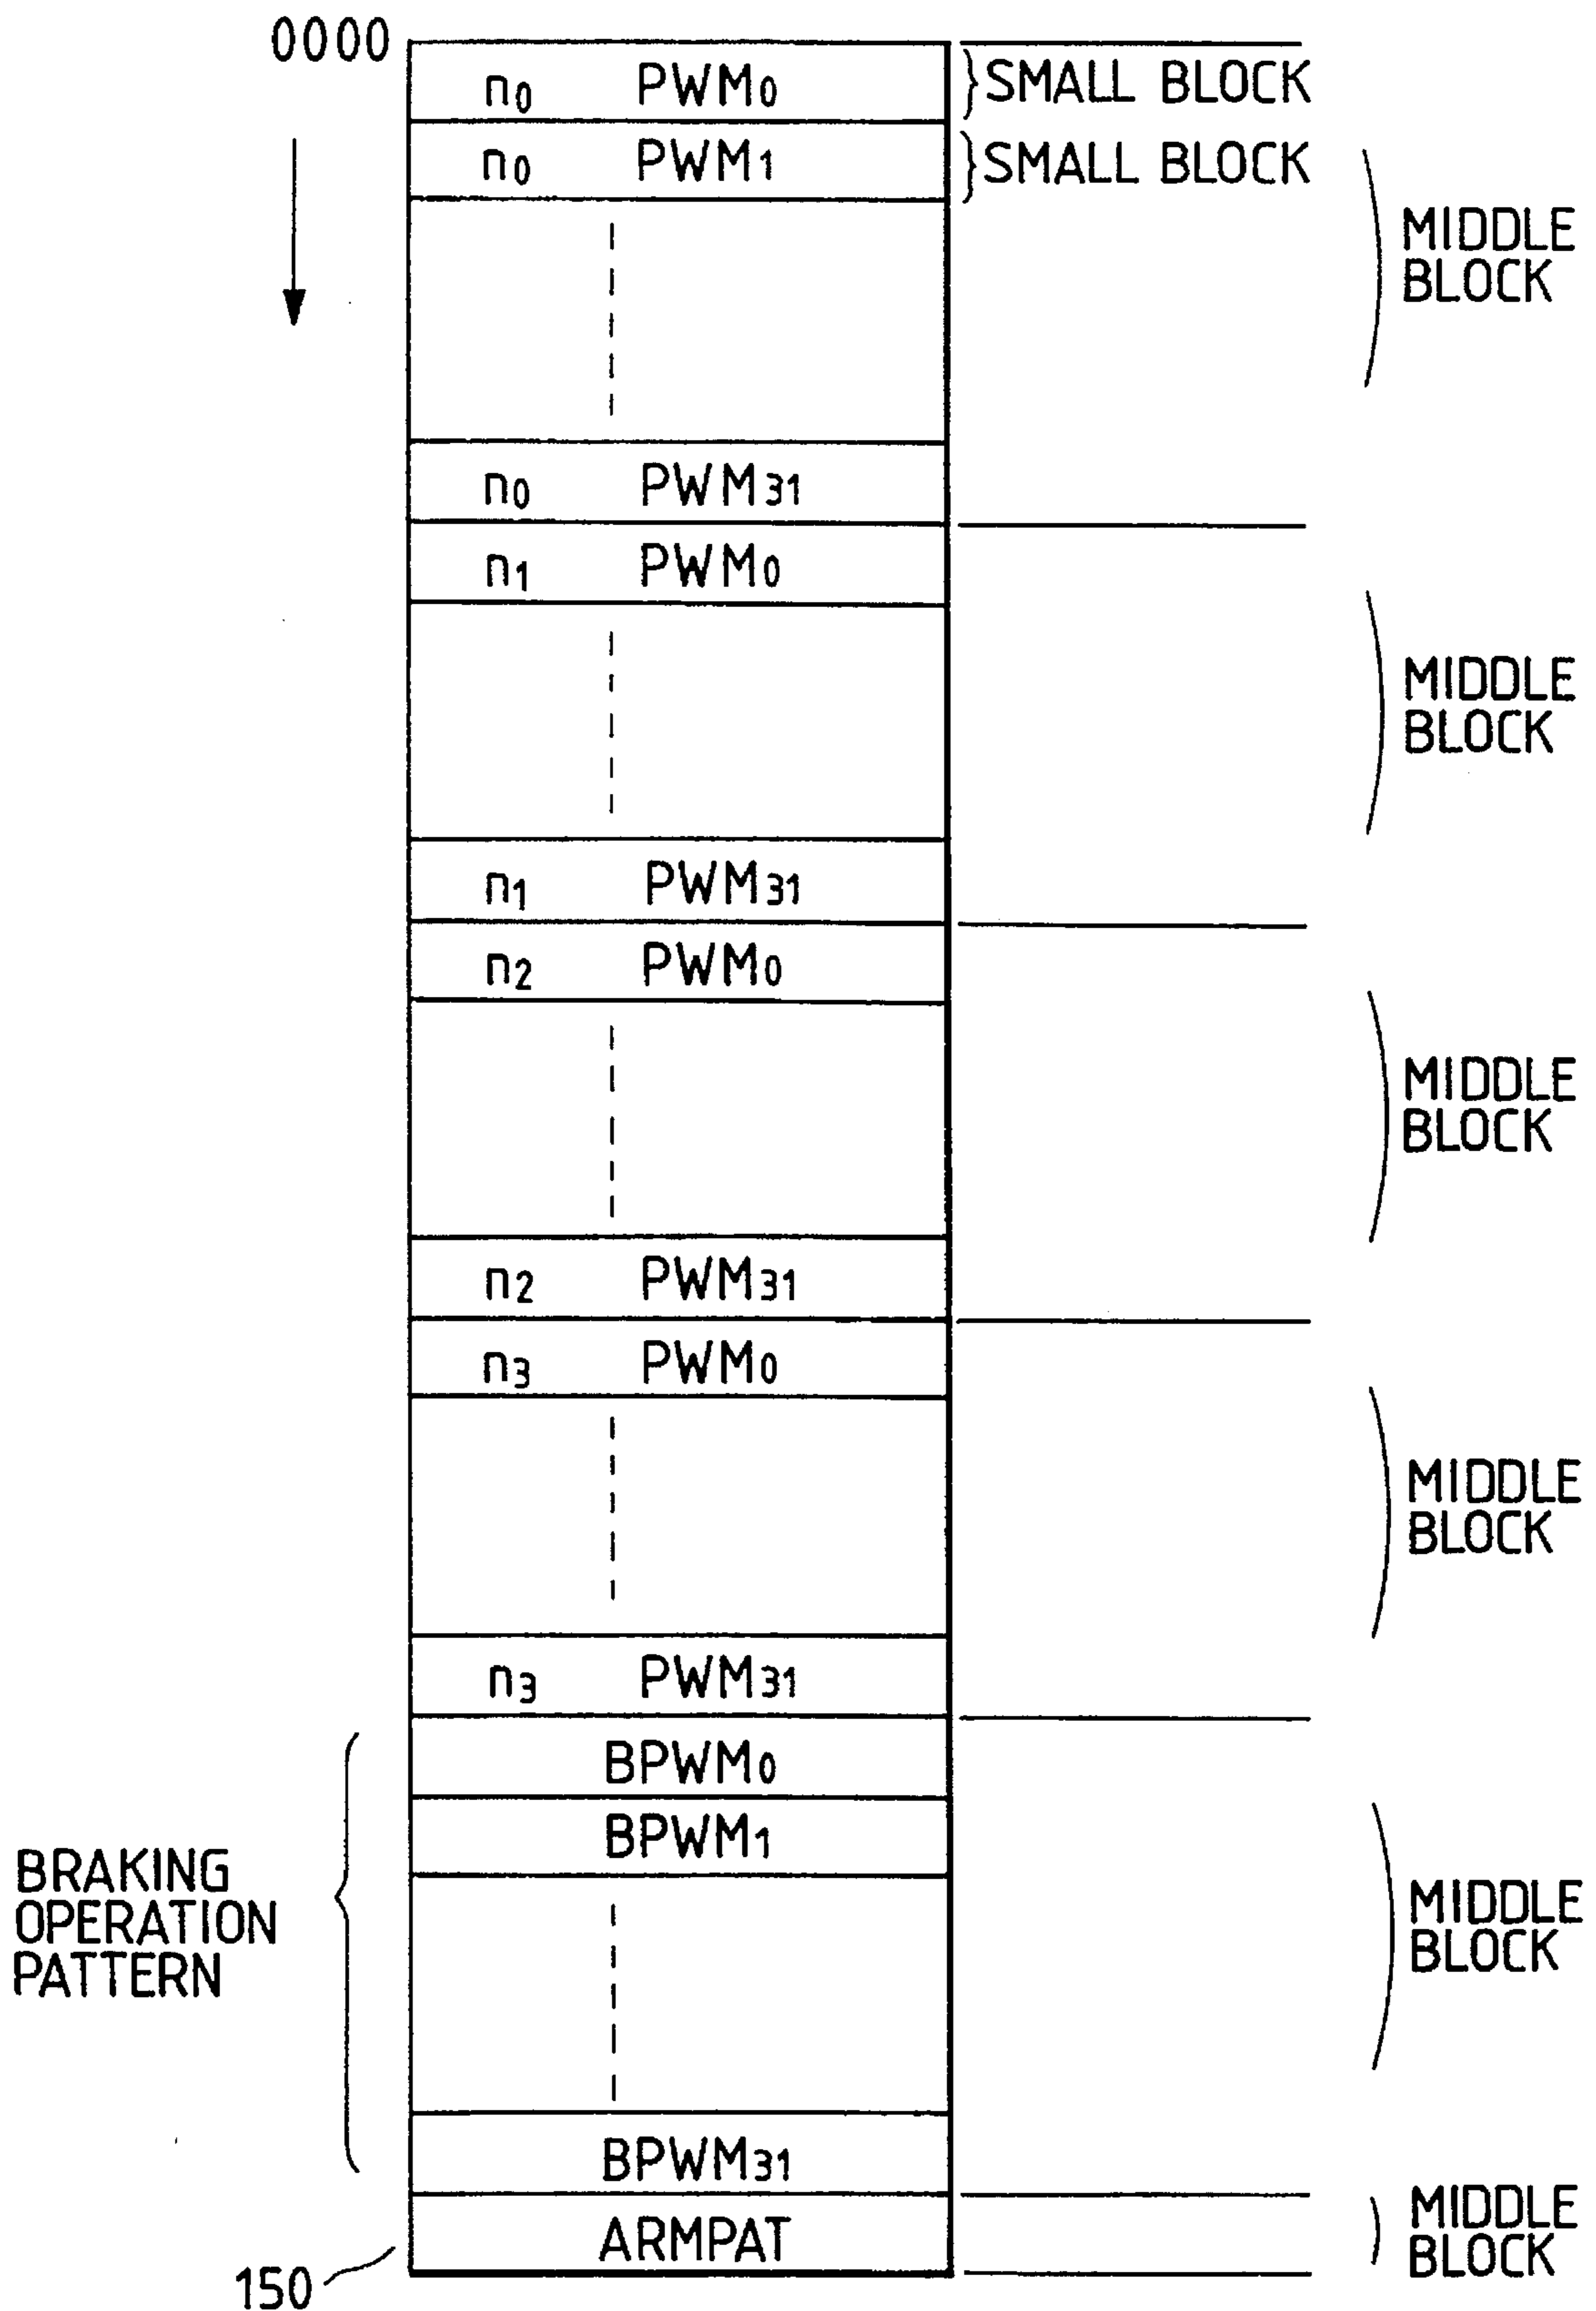 0000
n0 PWM0 SMALL BLOCK
n0 PWM1 SMALL BLOCK
MIDDLE
BLOCK
n0 PWM31
n1 PWM0
MIDDLE
BLOCK
n1 PWM31
n2 PWM0
MIDDLE
BLOCK
n2 PWM31
n3 PWM0
MIDDLE
BLOCK
n3 PWM31
BPWM0
BPWM1
BRAKING
OPERATION
PATTERN
MIDDLE
BLOCK
BPWM31
ARMPAT
MIDDLE
BLOCK
150